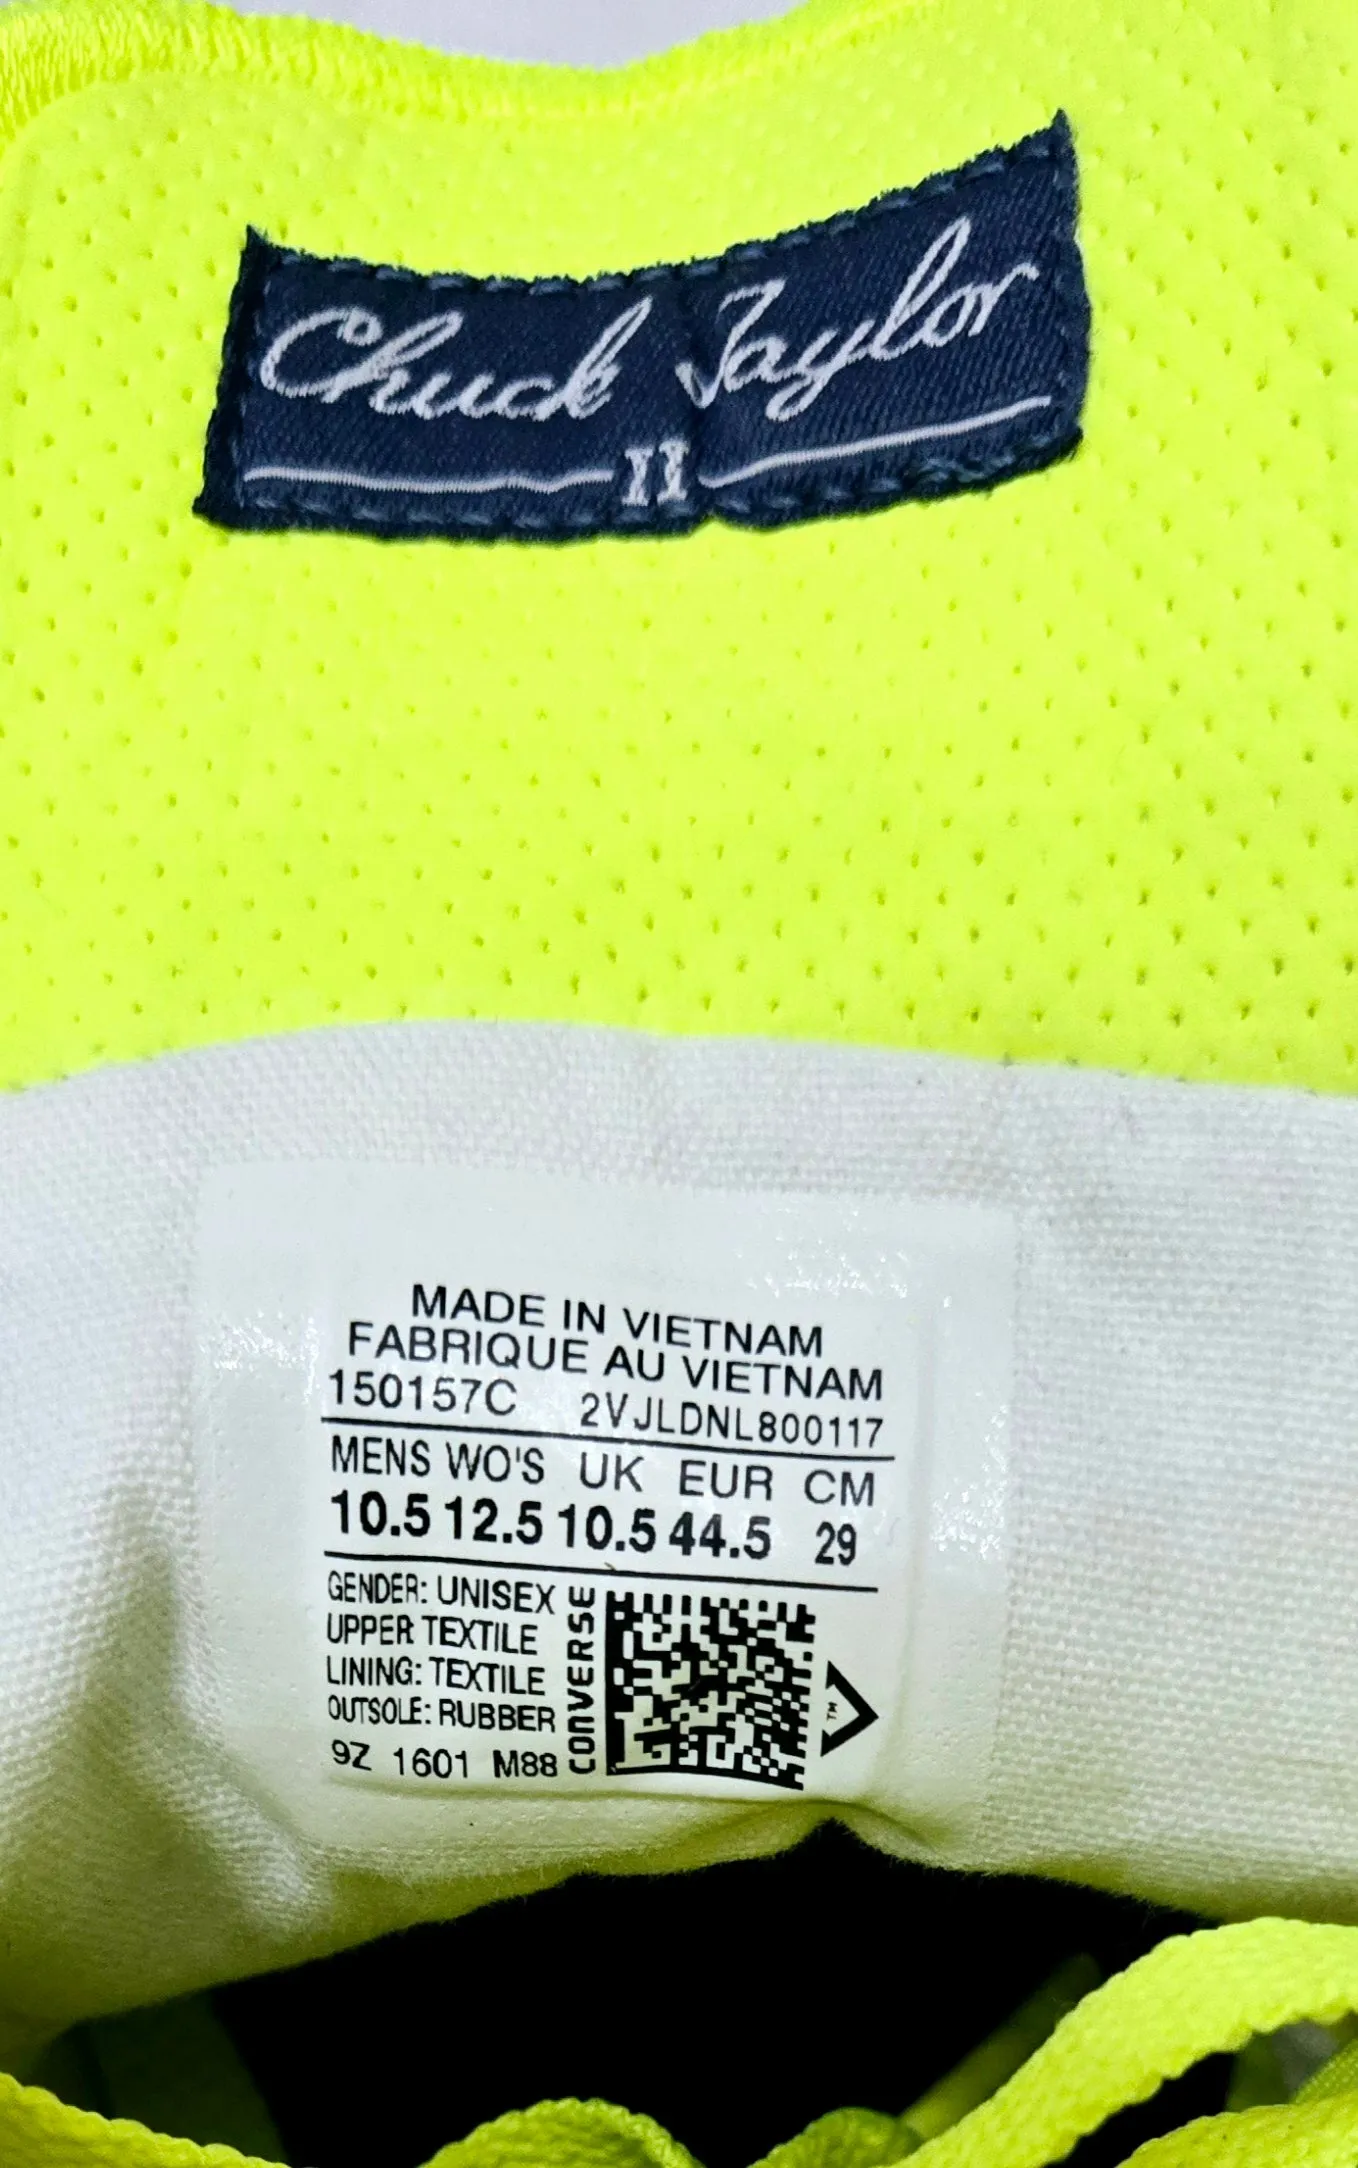 Chuck Taylor
II
MADE IN VIETNAM
FABRIQUE AU VIETNAM
150157C 2VJLDNL800117
MENS WO'S UK EUR CM
10.5 12.5 10.5 44.5 29
GENDER: UNISEX
UPPER TEXTILE
LINING: TEXTILE
OUTSOLE: RUBBER
9Z 1601 M88
CONVERSE
TM